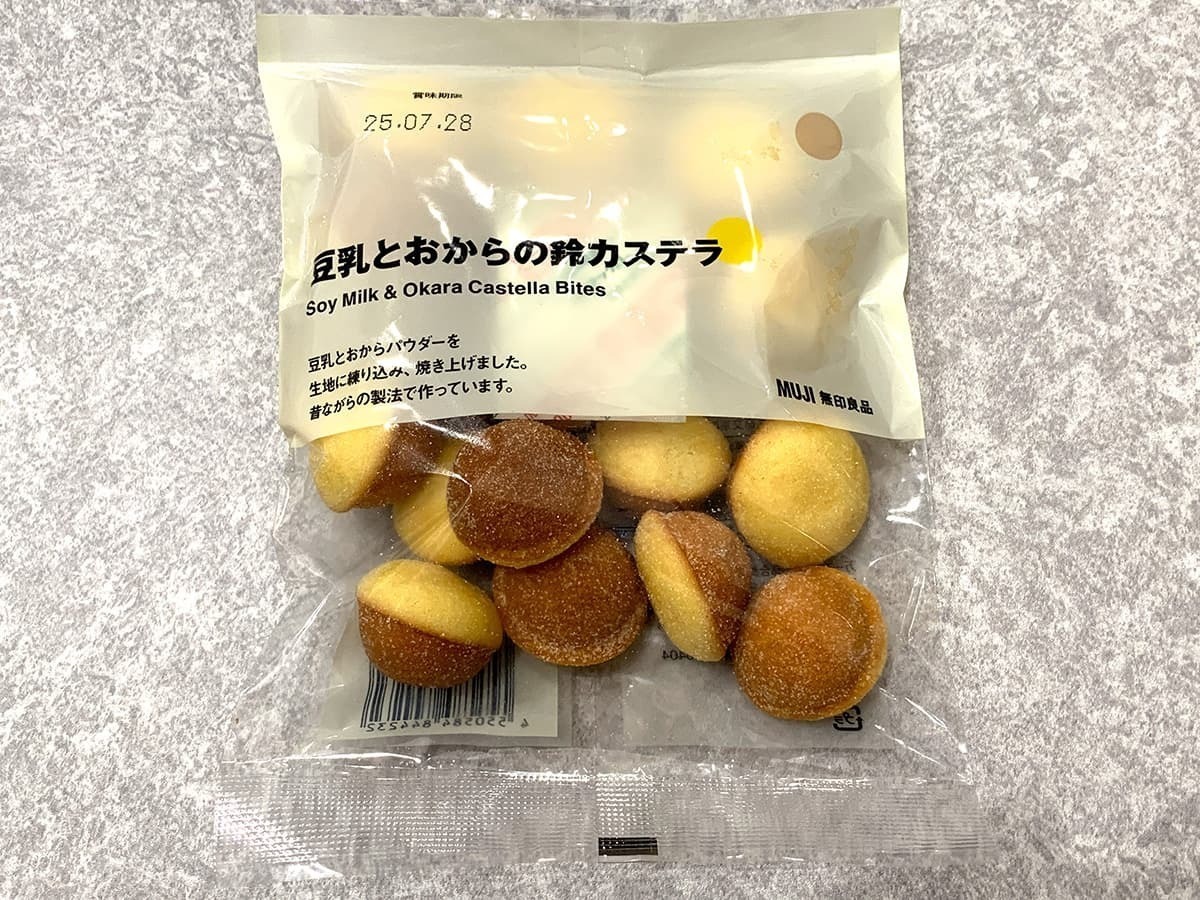 賞味期限
25.07.28
豆乳とおからの鈴カステラ
Soy Milk & Okara Castella Bites
豆乳とおからパウダーを
生地に練り込み、焼き上げました。
昔ながらの製法で作っています。
MUJI 無印良品
4 550584 844232